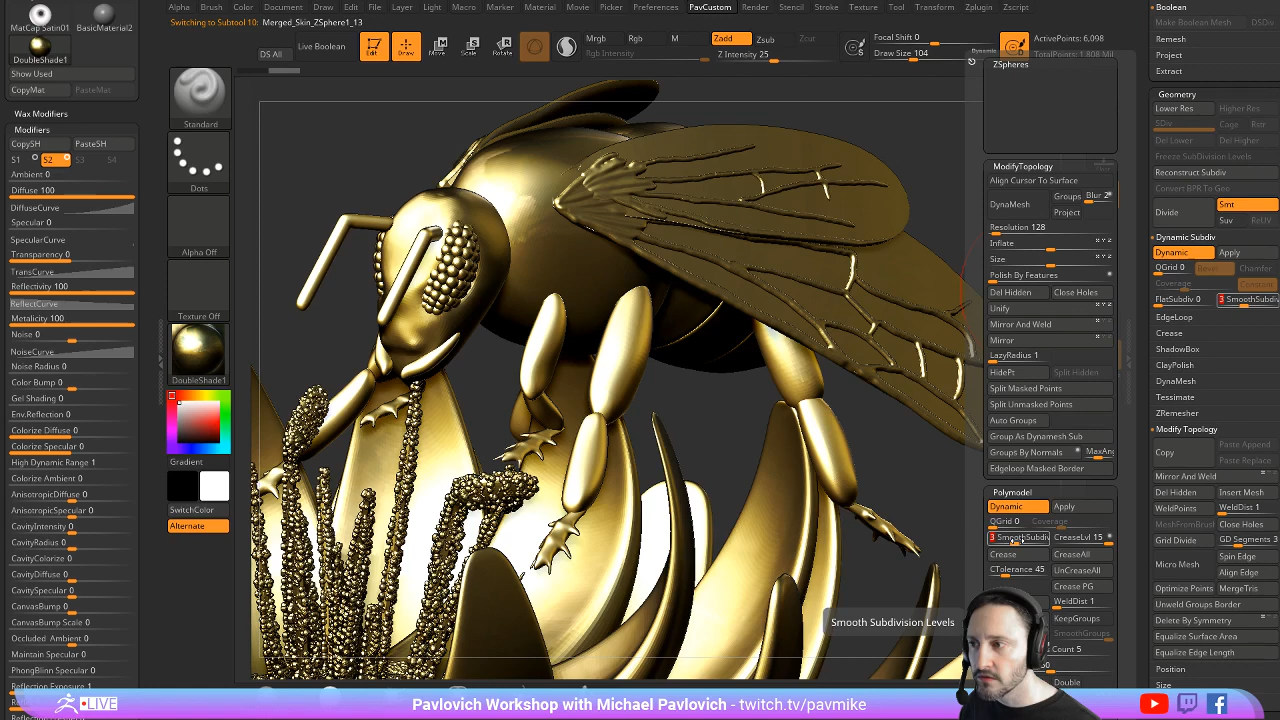 Alpha Brush Color Document Draw Dynamics Edit File Layer Light Macro Marker Material Movie Picker Preferences PavCustom Render Stencil Stroke Texture Tool Transform Zplugin Zscript
Switching to Subtool 10: Merged_Skin_ZSphere1_13
MatCap Satin01 BasicMaterial2
DoubleShade1
Show Used
CopyMat PasteMat
Wax Modifiers
Modifiers
CopySH PasteSH
S1 S2 S3 S4
Ambient 0
Diffuse 100
DiffuseCurve
Specular 0
SpecularCurve
Transparency 0
TransCurve
Reflectivity 100
ReflectCurve
Metalicity 100
Noise 0
NoiseCurve
Noise Radius 0
Color Bump 0
Gel Shading 0
Env.Reflection 0
Colorize Diffuse 0
Colorize Specular 0
High Dynamic Range 1
Colorize Ambient 0
AnisotropicDiffuse 0
AnisotropicSpecular 0
CavityIntensity 0
CavityRadius 0
CavityColorize 0
CavityDiffuse 0
CavitySpecular 0
CanvasBump 0
CanvasBump Scale 0
Occluded Ambient 0
Maintain Specular 0
PhongBlinn Specular 0
Reflection Exposure 1
DS All
Live Boolean
Edit Draw Move Scale Rotate
Mrgb Rgb M
Rgb Intensity
Zadd Zsub Zcut
Z Intensity 25
Focal Shift 0
Draw Size 104
Dynamic
ActivePoints: 6,098
TotalPoints: 1.808 Mil
Standard
Dots
Alpha Off
Texture Off
DoubleShade1
Gradient
SwitchColor
Alternate
ZSpheres
ModifyTopology
Align Cursor To Surface
DynaMesh Groups Blur 2
Project
Resolution 128
Inflate
Size
Polish By Features
Del Hidden Close Holes
Unify
Mirror And Weld
Mirror
LazyRadius 1
HidePt Split Hidden
Split Masked Points
Split Unmasked Points
Auto Groups
Group As Dynamesh Sub
Groups By Normals MaxAng
Edgeloop Masked Border
Polymodel
Dynamic Apply
QGrid 0 Coverage
3 SmoothSubdiv CreaseLvl 15
Crease CreaseAll
CTolerance 45 UnCreaseAll
Crease PG
WeldDist 1
KeepGroups
SmoothGroups
Count 5
Double
Smooth Subdivision Levels
Boolean
Make Boolean Mesh DSDiv
Remesh
Project
Extract
Geometry
Lower Res Higher Res
SDiv Cage Rstr
Del Lower Del Higher
Freeze SubDivision Levels
Reconstruct Subdiv
Convert BPR To Geo
Divide Smt
Suv ReUV
Dynamic Subdiv
Dynamic Apply
QGrid 0 Bevel Chamfer
Coverage Constant
FlatSubdiv 0 3 SmoothSubdiv
EdgeLoop
Crease
ShadowBox
ClayPolish
DynaMesh
Tessimate
ZRemesher
Modify Topology
Copy Paste Append
Paste Replace
Mirror And Weld
Del Hidden Insert Mesh
WeldPoints WeldDist 1
MeshFromBrush Close Holes
Grid Divide GD Segments 3
Micro Mesh Spin Edge
Align Edge
Optimize Points MergeTris
Unweld Groups Border
Delete By Symmetry
Equalize Surface Area
Equalize Edge Length
Position
Size
LIVE
Pavlovich Workshop with Michael Pavlovich - twitch.tv/pavmike